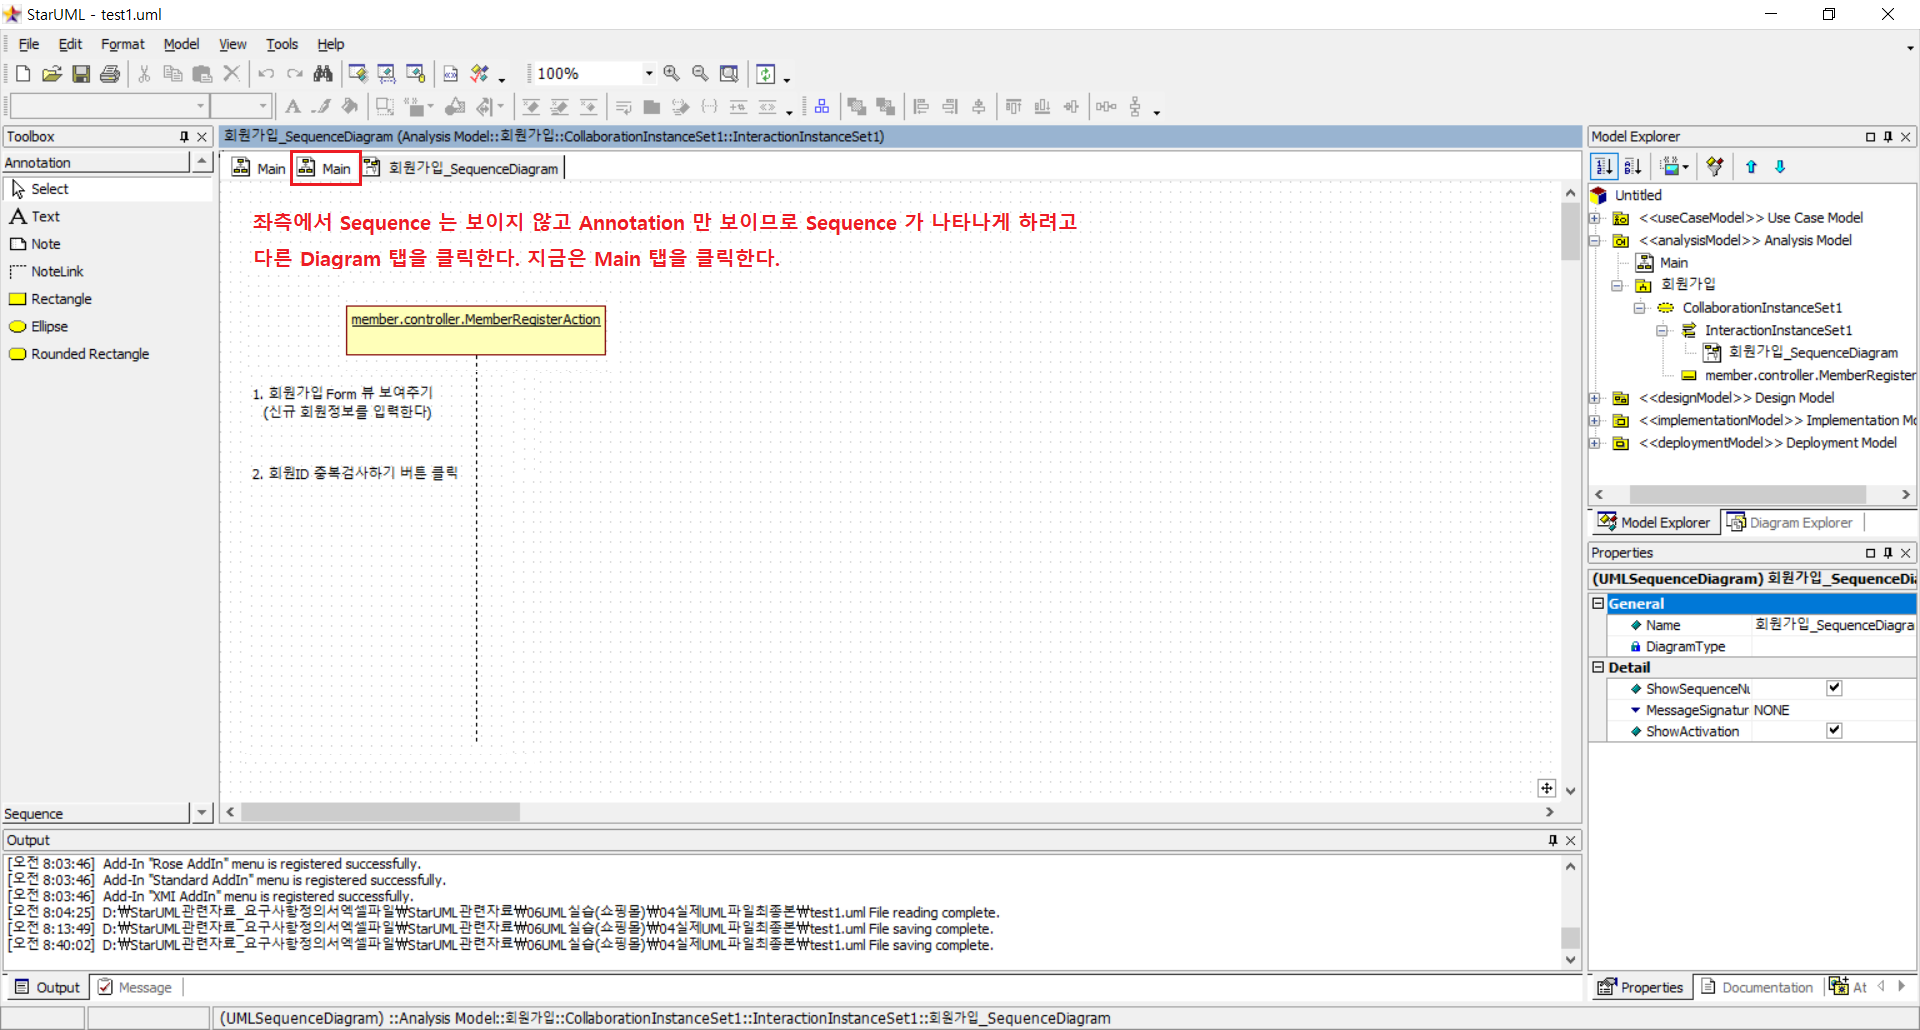 StarUML - test1.uml
File Edit Format Model View Tools Help
100%
Toolbox
Annotation
Select
Text
Note
NoteLink
Rectangle
Ellipse
Rounded Rectangle
Sequence
회원가입_SequenceDiagram (Analysis Model::회원가입::CollaborationInstanceSet1::InteractionInstanceSet1)
Main Main 회원가입_SequenceDiagram
좌측에서 Sequence 는 보이지 않고 Annotation 만 보이므로 Sequence 가 나타나게 하려고
다른 Diagram 탭을 클릭한다. 지금은 Main 탭을 클릭한다.
member.controller.MemberRegisterAction
1. 회원가입 Form 뷰 보여주기
(신규 회원정보를 입력한다)
2. 회원ID 중복검사하기 버튼 클릭
Model Explorer
Untitled
<<useCaseModel>> Use Case Model
<<analysisModel>> Analysis Model
Main
회원가입
CollaborationInstanceSet1
InteractionInstanceSet1
회원가입_SequenceDiagram
member.controller.MemberRegister
<<designModel>> Design Model
<<implementationModel>> Implementation Mo
<<deploymentModel>> Deployment Model
Model Explorer Diagram Explorer
Properties
(UMLSequenceDiagram) 회원가입_SequenceDia
General
Name 회원가입_SequenceDiagra
DiagramType
Detail
ShowSequenceNu
MessageSignatur NONE
ShowActivation
Properties Documentation At
Output
[오전 8:03:46] Add-In "Rose AddIn" menu is registered successfully.
[오전 8:03:46] Add-In "Standard AddIn" menu is registered successfully.
[오전 8:03:46] Add-In "XMI AddIn" menu is registered successfully.
[오전 8:04:25] D:₩StarUML관련자료_요구사항정의서엑셀파일₩StarUML관련자료₩06UML실습(쇼핑몰)₩04실제UML파일최종본₩test1.uml File reading complete.
[오전 8:13:49] D:₩StarUML관련자료_요구사항정의서엑셀파일₩StarUML관련자료₩06UML실습(쇼핑몰)₩04실제UML파일최종본₩test1.uml File saving complete.
[오전 8:40:02] D:₩StarUML관련자료_요구사항정의서엑셀파일₩StarUML관련자료₩06UML실습(쇼핑몰)₩04실제UML파일최종본₩test1.uml File saving complete.
Output Message
(UMLSequenceDiagram) ::Analysis Model::회원가입::CollaborationInstanceSet1::InteractionInstanceSet1::회원가입_SequenceDiagram